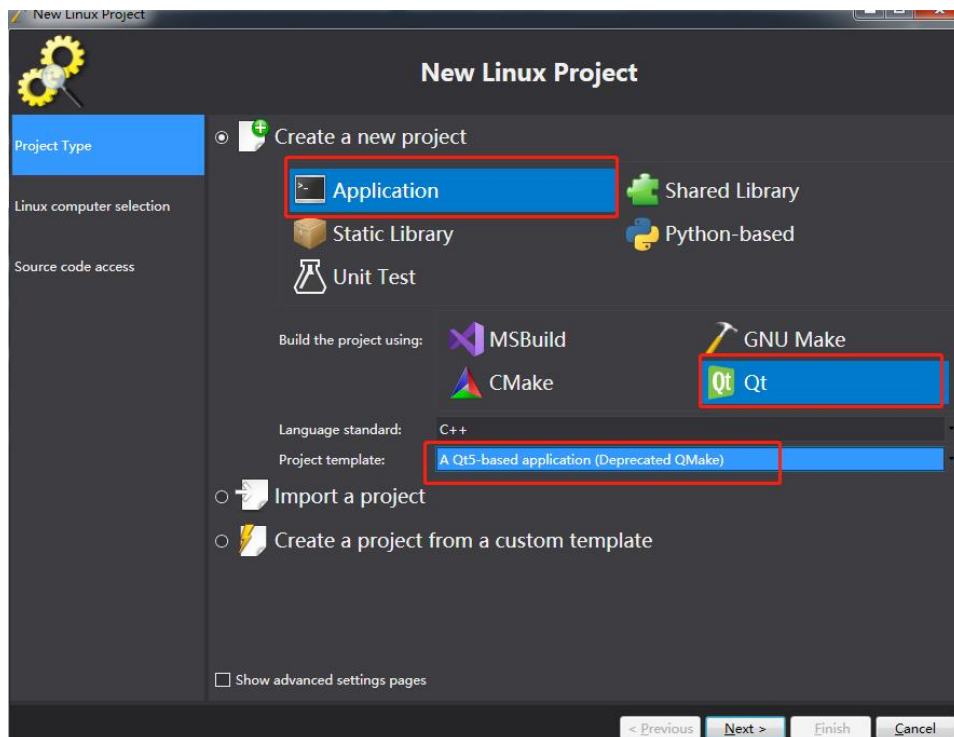 New Linux Project
New Linux Project
Project Type
Linux computer selection
Source code access
Create a new project
Application
Shared Library
Static Library
Python-based
Unit Test
Build the project using:
MSBuild
GNU Make
CMake
Qt Qt
Language standard: C++
Project template: A Qt5-based application (Deprecated QMake)
Import a project
Create a project from a custom template
Show advanced settings pages
< Previous Next > Finish Cancel